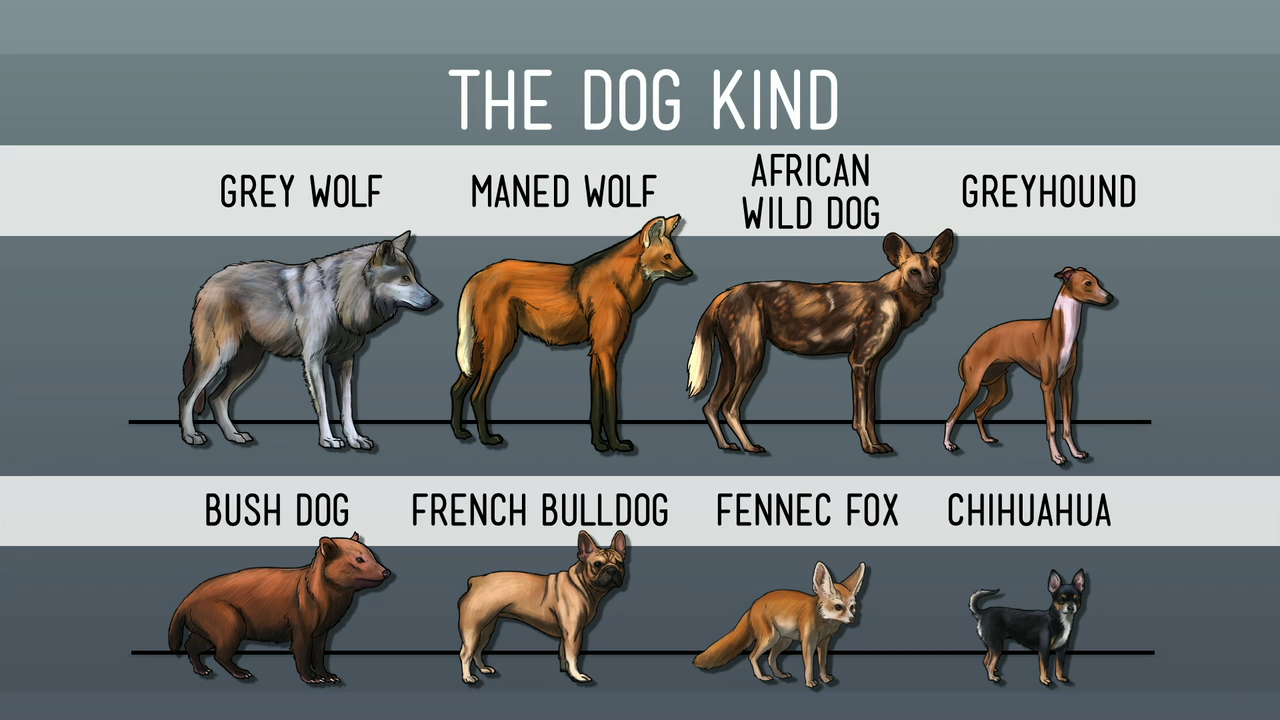 THE DOG KIND
GREY WOLF
MANED WOLF
AFRICAN
WILD DOG
GREYHOUND
BUSH DOG
FRENCH BULLDOG
FENNEC FOX
CHIHUAHUA